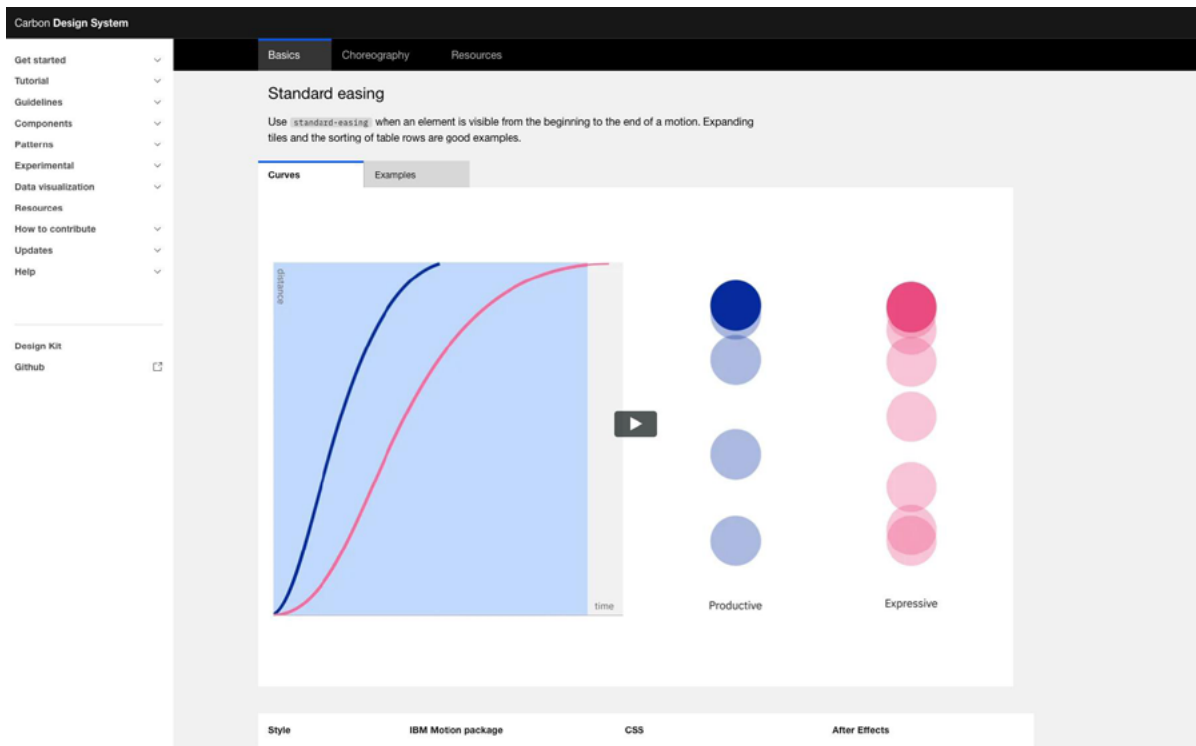 Carbon Design System
Get started
Tutorial
Guidelines
Components
Patterns
Experimental
Data visualization
Resources
How to contribute
Updates
Help
Design Kit
Github
Basics
Choreography
Resources
Standard easing
Use standard-easing when an element is visible from the beginning to the end of a motion. Expanding
tiles and the sorting of table rows are good examples.
Curves
Examples
distance
time
Productive
Expressive
Style
IBM Motion package
CSS
After Effects